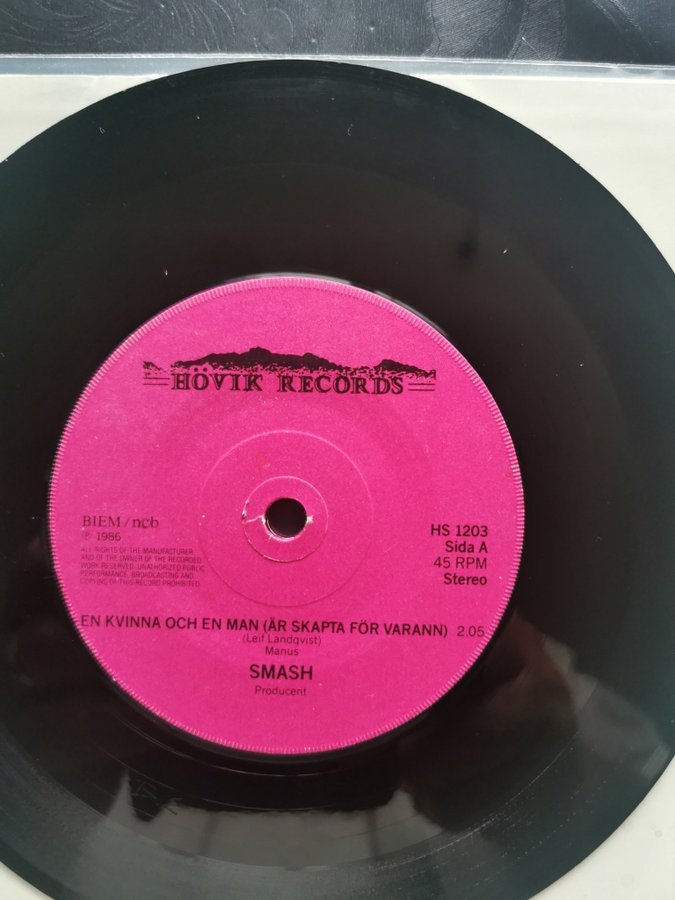 HÖVIK RECORDS
BIEM/ncb
℗ 1986
ALL RIGHTS OF THE MANUFACTURER
AND OF THE OWNER OF THE RECORDED
WORK RESERVED. UNAUTHORIZED PUBLIC
PERFORMANCE, BROADCASTING AND
COPYING OF THIS RECORD PROHIBITED.
HS 1203
Sida A
45 RPM
Stereo
EN KVINNA OCH EN MAN (ÄR SKAPTA FÖR VARANN) 2.05
(Leif Landqvist)
Manus
SMASH
Producent